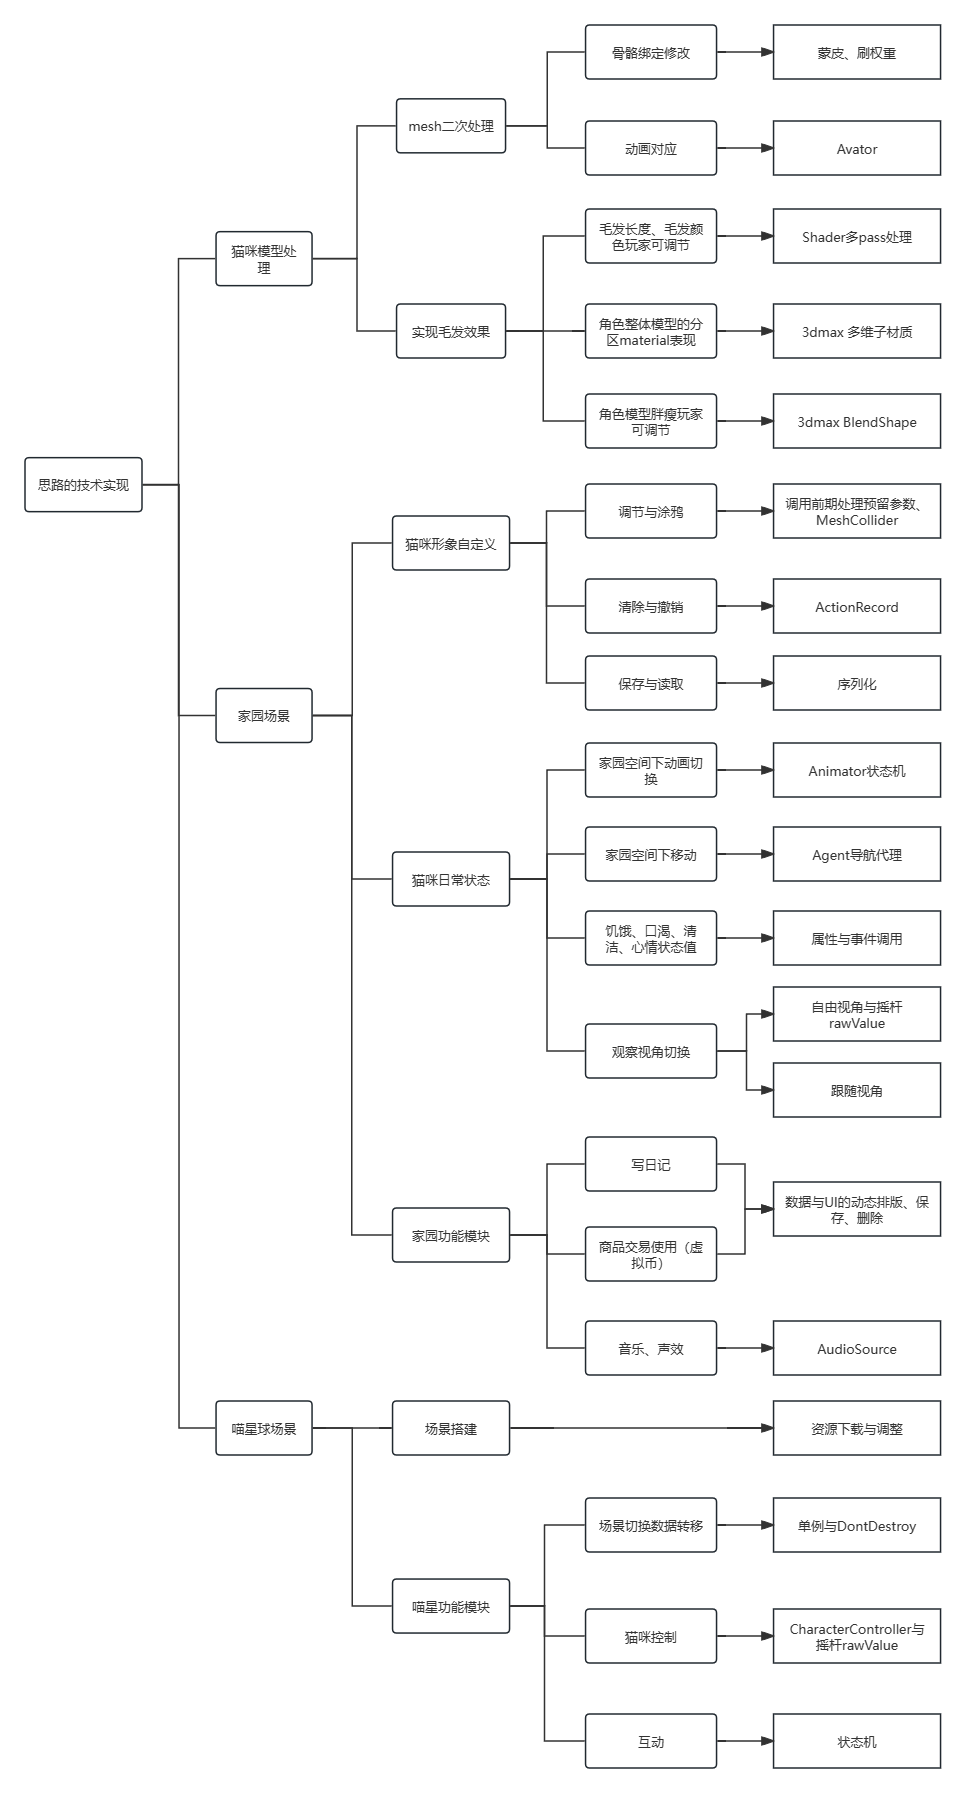 思路的技术实现
猫咪模型处
理
mesh二次处理
骨骼绑定修改
蒙皮、刷权重
动画对应
Avator
实现毛发效果
毛发长度、毛发颜
色玩家可调节
Shader多pass处理
角色整体模型的分
区material表现
3dmax 多维子材质
角色模型胖瘦玩家
可调节
3dmax BlendShape
家园场景
猫咪形象自定义
调节与涂鸦
调用前期处理预留参数、
MeshCollider
清除与撤销
ActionRecord
保存与读取
序列化
猫咪日常状态
家园空间下动画切
换
Animator状态机
家园空间下移动
Agent导航代理
饥饿、口渴、清
洁、心情状态值
属性与事件调用
观察视角切换
自由视角与摇杆
rawValue
跟随视角
家园功能模块
写日记
商品交易使用（虚
拟币）
数据与UI的动态排版、保
存、删除
音乐、声效
AudioSource
喵星球场景
场景搭建
资源下载与调整
喵星功能模块
场景切换数据转移
单例与DontDestroy
猫咪控制
CharacterController与
摇杆rawValue
互动
状态机